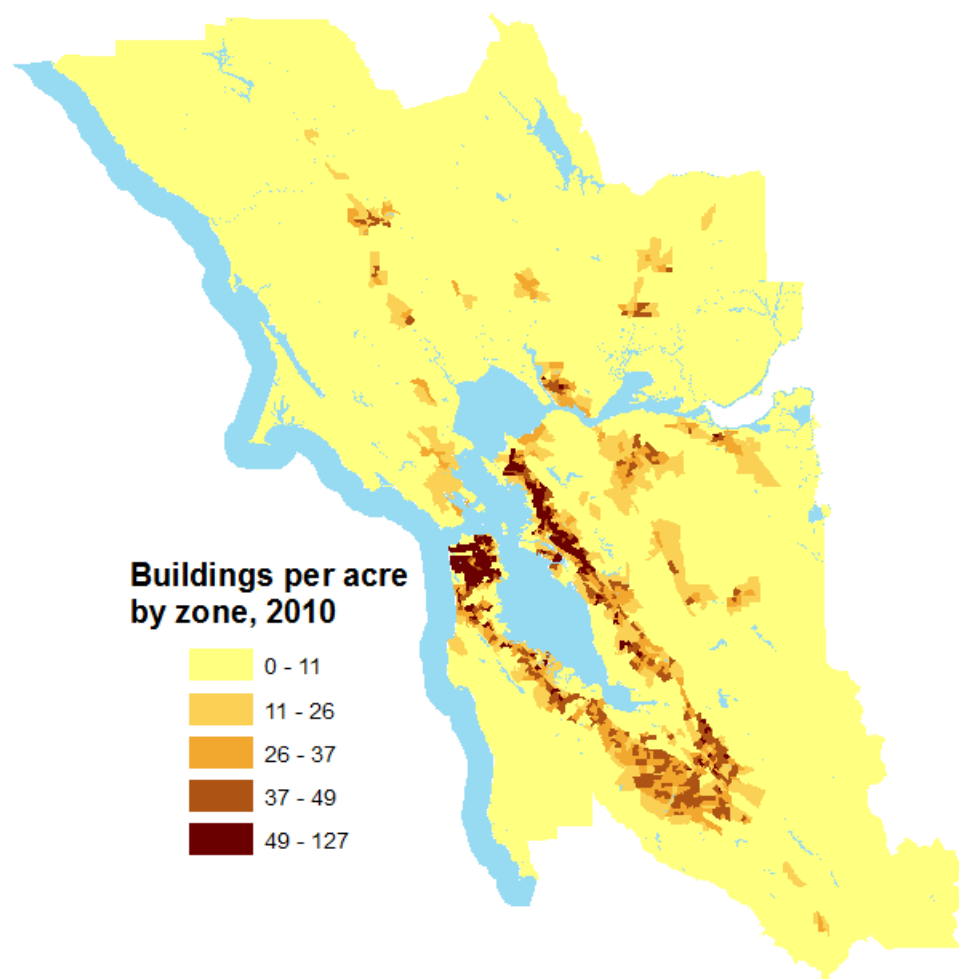 Buildings per acre
by zone, 2010
0 - 11
11 - 26
26 - 37
37 - 49
49 - 127